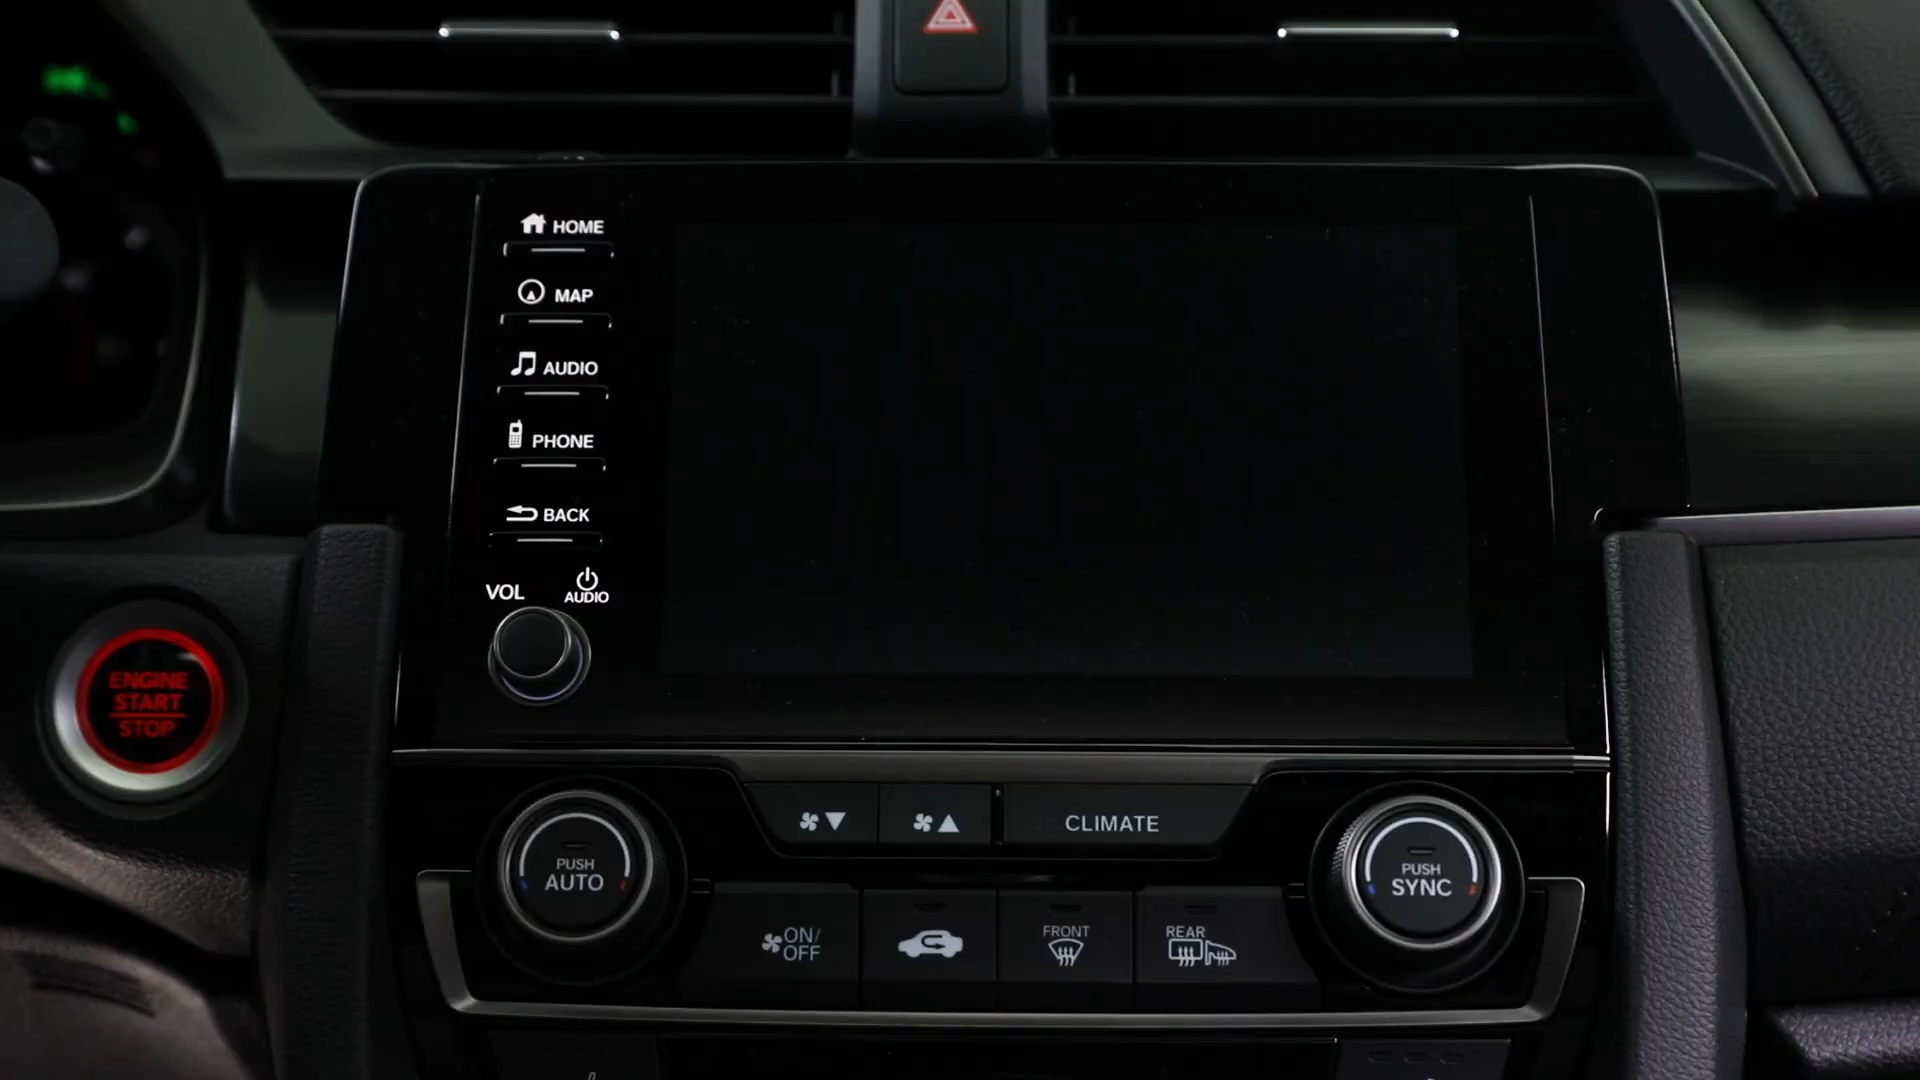 HOME
MAP
AUDIO
PHONE
BACK
VOL
AUDIO
ENGINE
START
STOP
CLIMATE
PUSH
AUTO
PUSH
SYNC
ON/
OFF
FRONT
REAR